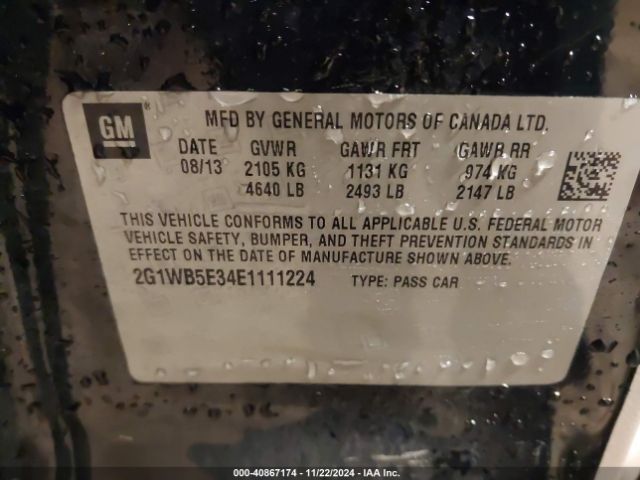 GM ®
MFD BY GENERAL MOTORS OF CANADA LTD.
DATE GVWR GAWR FRT GAWR RR
08/13 2105 KG 1131 KG 974 KG
4640 LB 2493 LB 2147 LB
THIS VEHICLE CONFORMS TO ALL APPLICABLE U.S. FEDERAL MOTOR
VEHICLE SAFETY, BUMPER, AND THEFT PREVENTION STANDARDS IN
EFFECT ON THE DATE OF MANUFACTURE SHOWN ABOVE.
2G1WB5E34E1111224 TYPE: PASS CAR
232 - 40867174 - 11/22/2024 - IAA Inc.